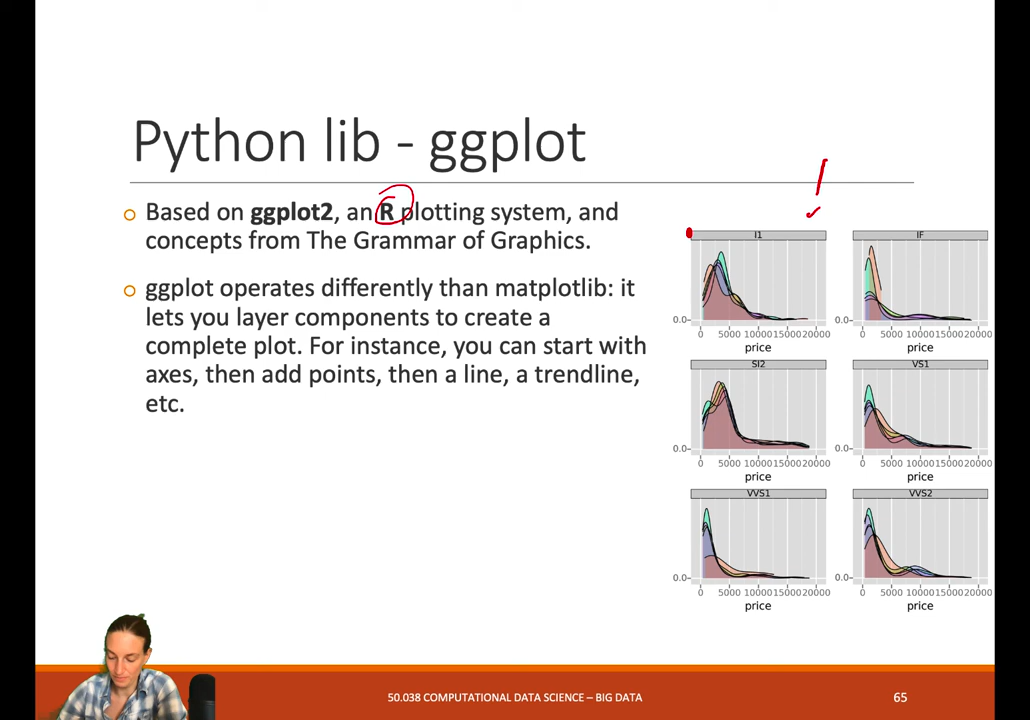 Python lib - ggplot
Based on ggplot2, an R plotting system, and
concepts from The Grammar of Graphics.
ggplot operates differently than matplotlib: it
lets you layer components to create a
complete plot. For instance, you can start with
axes, then add points, then a line, a trendline,
etc.
I1
0.0
0 5000 10000 15000 20000
price
IF
0.0
0 5000 10000 15000 20000
price
SI2
0.0
0 5000 10000 15000 20000
price
VS1
0.0
0 5000 10000 15000 20000
price
VVS1
0.0
0 5000 10000 15000 20000
price
VVS2
0.0
0 5000 10000 15000 20000
price
50.038 COMPUTATIONAL DATA SCIENCE – BIG DATA
65